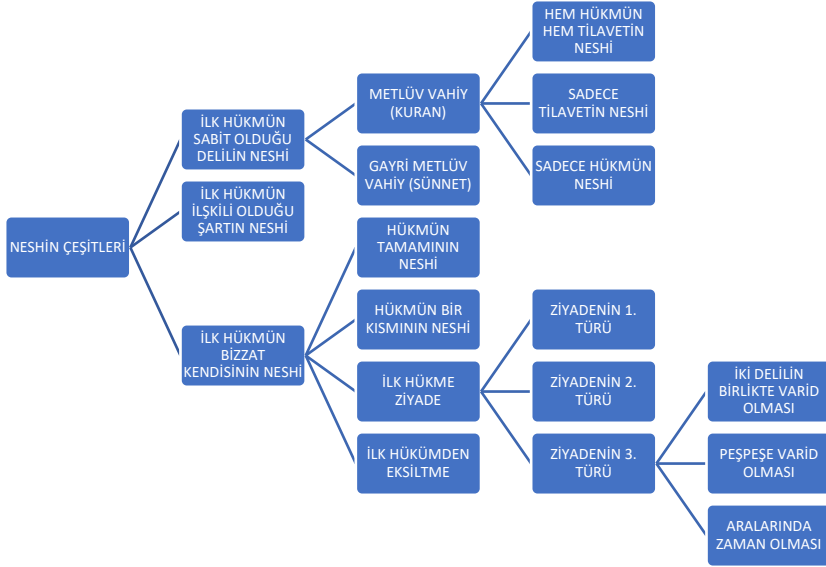 NESHİN ÇEŞİTLERİ
İLK HÜKMÜN
SABİT OLDUĞU
DELİLİN NESHİ
METLÜV VAHİY
(KURAN)
HEM HÜKMÜN
HEM TİLAVETİN
NESHİ
SADECE
TİLAVETİN NESHİ
SADECE HÜKMÜN
NESHİ
GAYRİ METLÜV
VAHİY (SÜNNET)
İLK HÜKMÜN
İLŞKİLİ OLDUĞU
ŞARTIN NESHİ
İLK HÜKMÜN
BİZZAT
KENDİSİNİN NESHİ
HÜKMÜN
TAMAMININ
NESHİ
HÜKMÜN BİR
KISMININ NESHİ
İLK HÜKME
ZİYADE
ZİYADENİN 1.
TÜRÜ
ZİYADENİN 2.
TÜRÜ
ZİYADENİN 3.
TÜRÜ
İKİ DELİLİN
BİRLİKTE VARİD
OLMASI
PEŞPEŞE VARİD
OLMASI
ARALARINDA
ZAMAN OLMASI
İLK HÜKÜMDEN
EKSİLTME